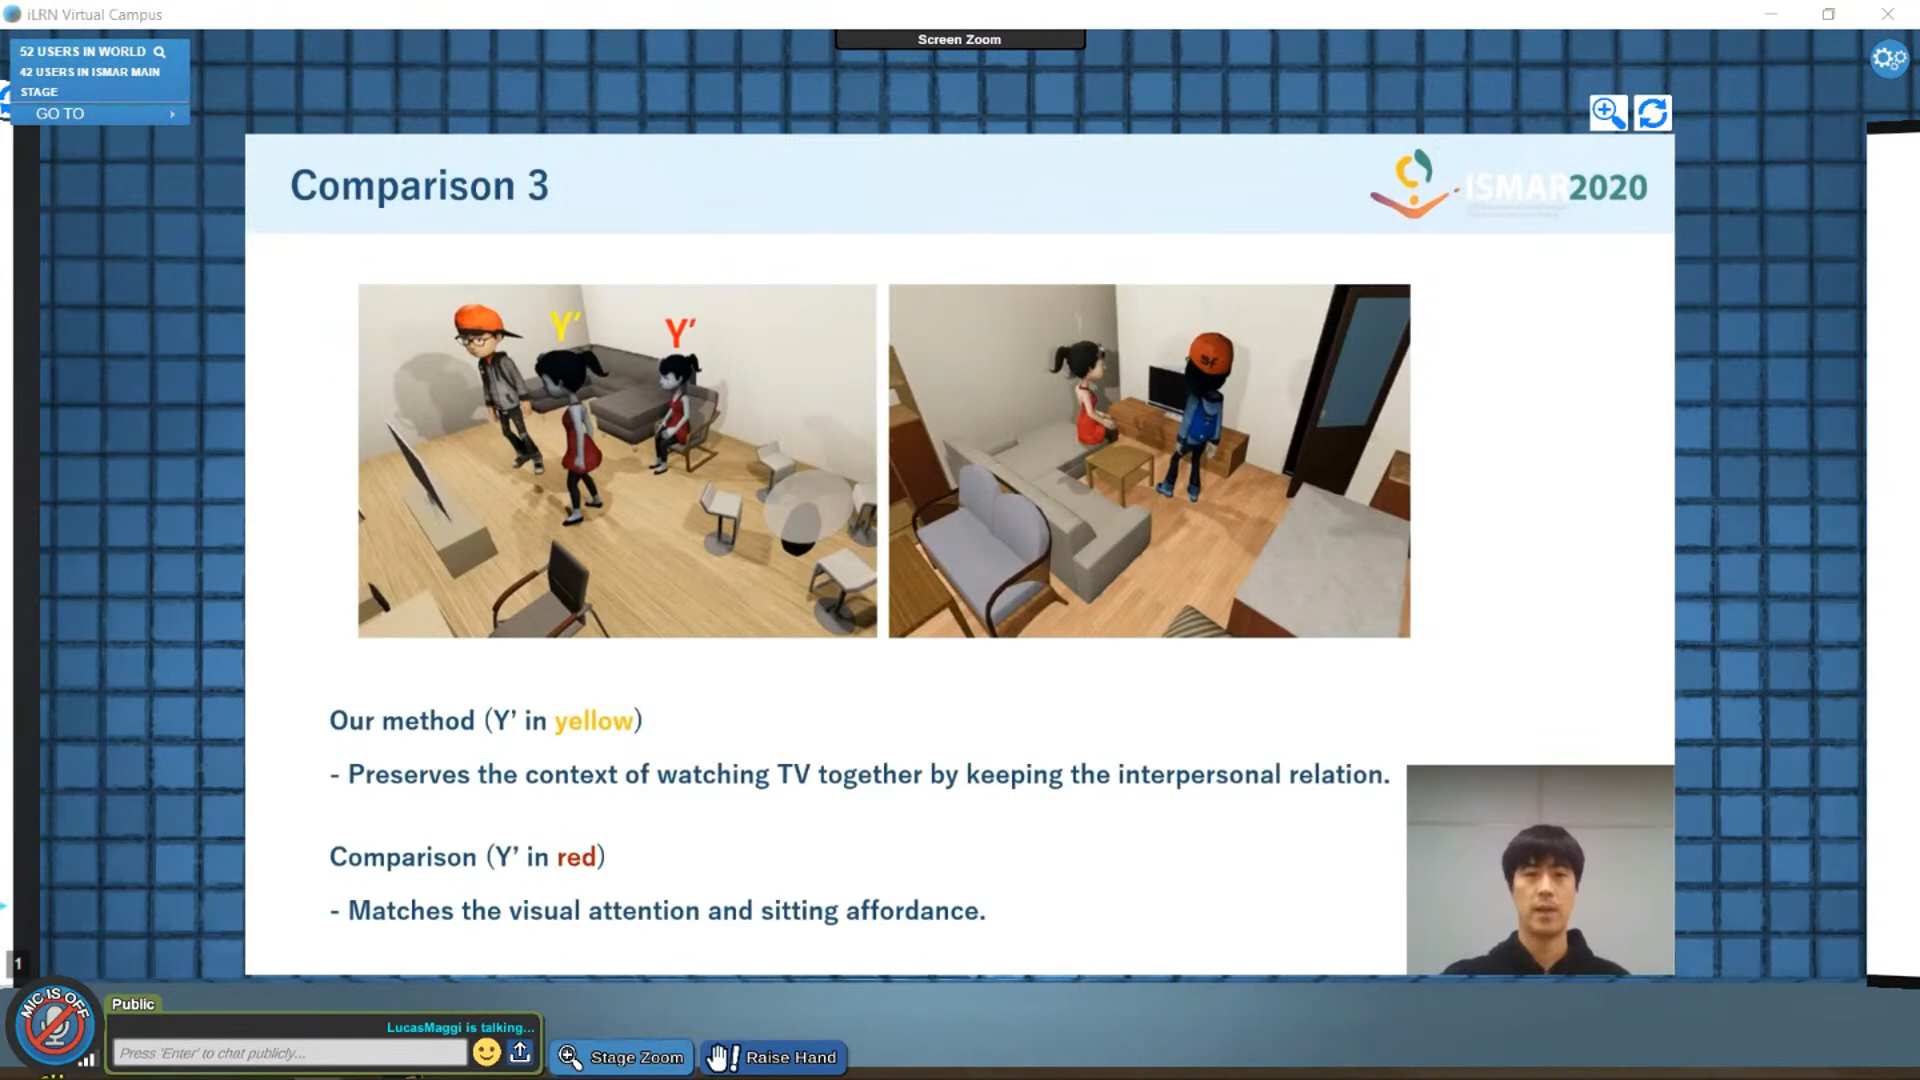 iLRN Virtual Campus
52 USERS IN WORLD
42 USERS IN ISMAR MAIN
STAGE
GO TO
Screen Zoom
Comparison 3
ISMAR2020
Y’
Y’
Our method (Y’ in yellow)
- Preserves the context of watching TV together by keeping the interpersonal relation.
Comparison (Y’ in red)
- Matches the visual attention and sitting affordance.
1
MIC IS OFF
Public
LucasMaggi is talking...
Press 'Enter' to chat publicly...
Stage Zoom
Raise Hand